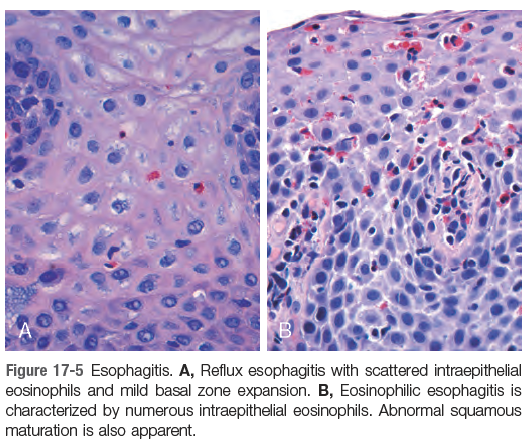 A
B
Figure 17-5 Esophagitis. A, Reflux esophagitis with scattered intraepithelial
eosinophils and mild basal zone expansion. B, Eosinophilic esophagitis is
characterized by numerous intraepithelial eosinophils. Abnormal squamous
maturation is also apparent.